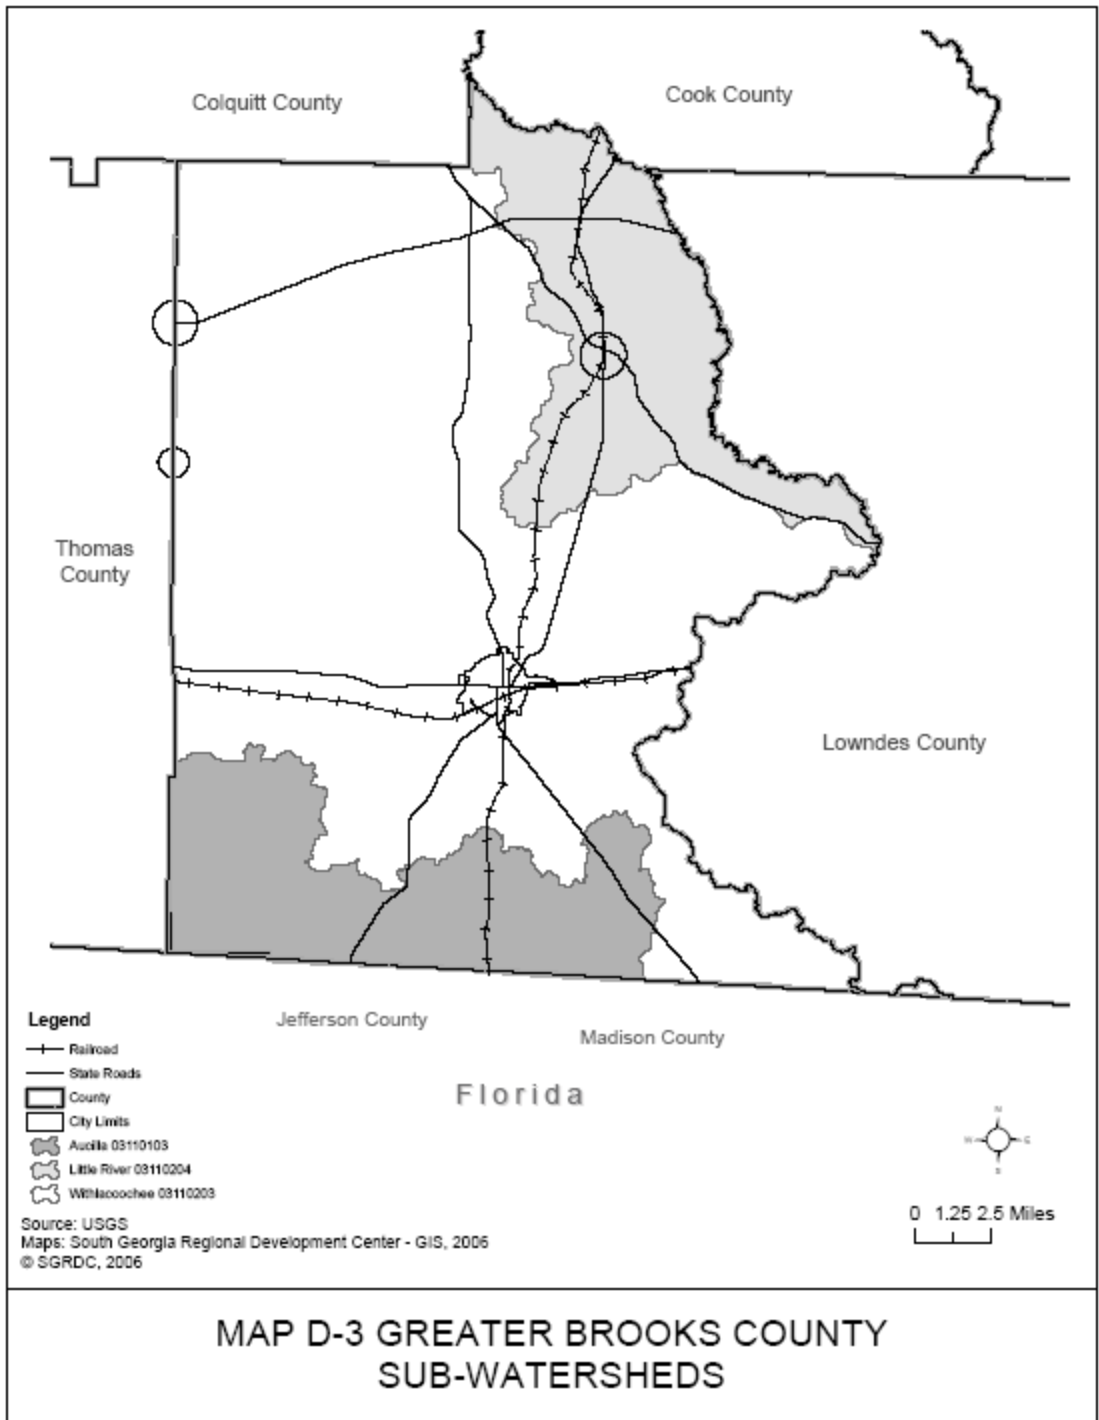 Colquitt County
Cook County
Thomas
County
Lowndes County
Jefferson County
Madison County
Florida
Legend
Railroad
State Roads
County
City Limits
Aucilla 03110103
Little River 03110204
Withlacoochee 03110203
N
W
E
S
0 1.25 2.5 Miles
Source: USGS
Maps: South Georgia Regional Development Center - GIS, 2006
© SGRDC, 2006
MAP D-3 GREATER BROOKS COUNTY
SUB-WATERSHEDS